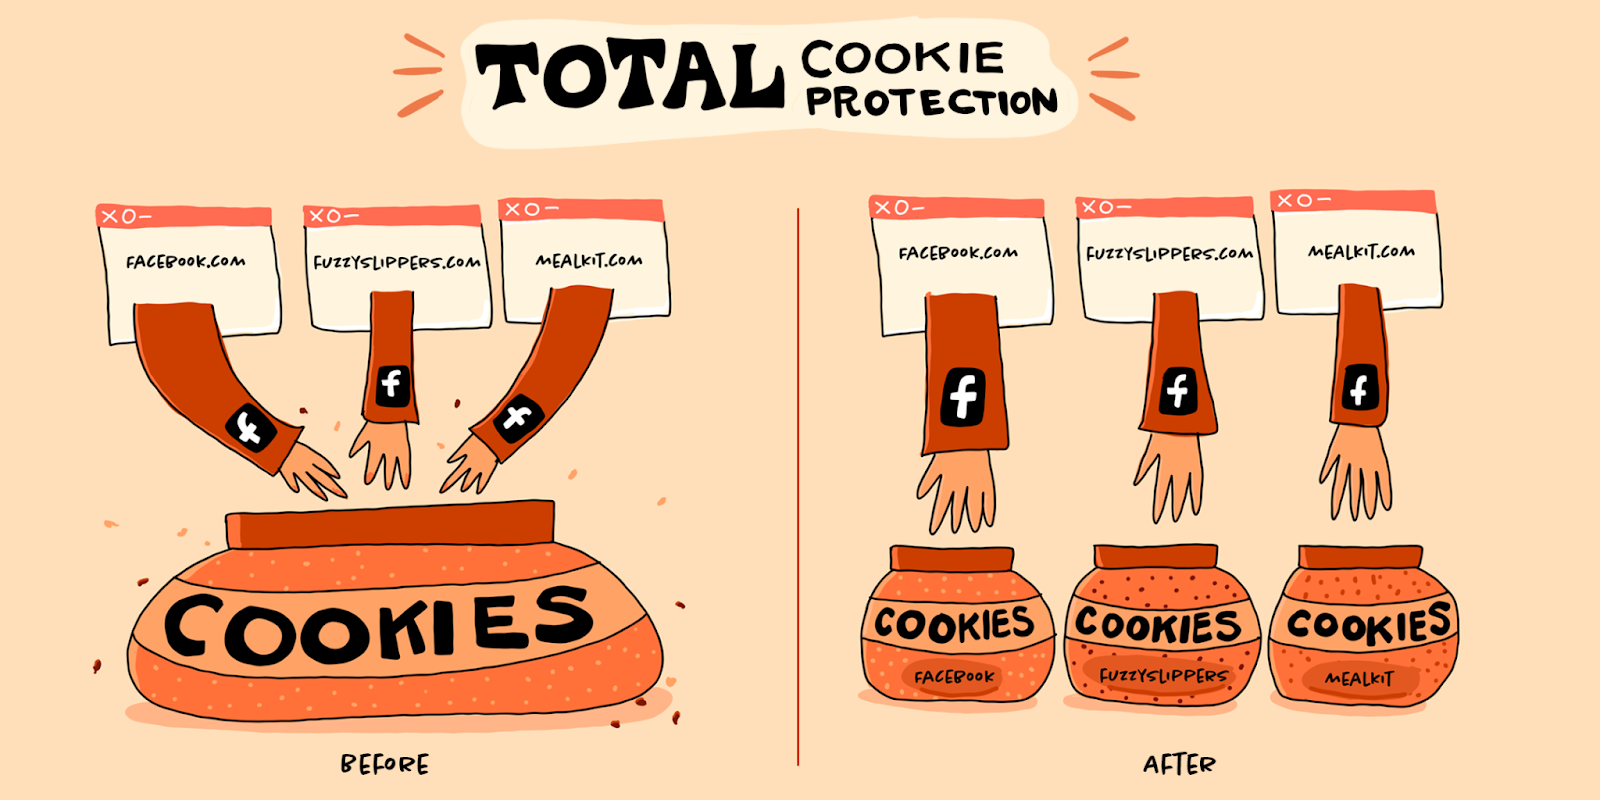 TOTAL COOKIE
PROTECTION
XO-
FACEBOOK.COM
XO-
FUZZYSLIPPERS.COM
XO-
MEALKIT.COM
f
f
f
COOKIES
BEFORE
XO-
FACEBOOK.COM
XO-
FUZZYSLIPPERS.COM
XO-
MEALKIT.COM
f
f
f
COOKIES
FACEBOOK
COOKIES
FUZZYSLIPPERS
COOKIES
MEALKIT
AFTER